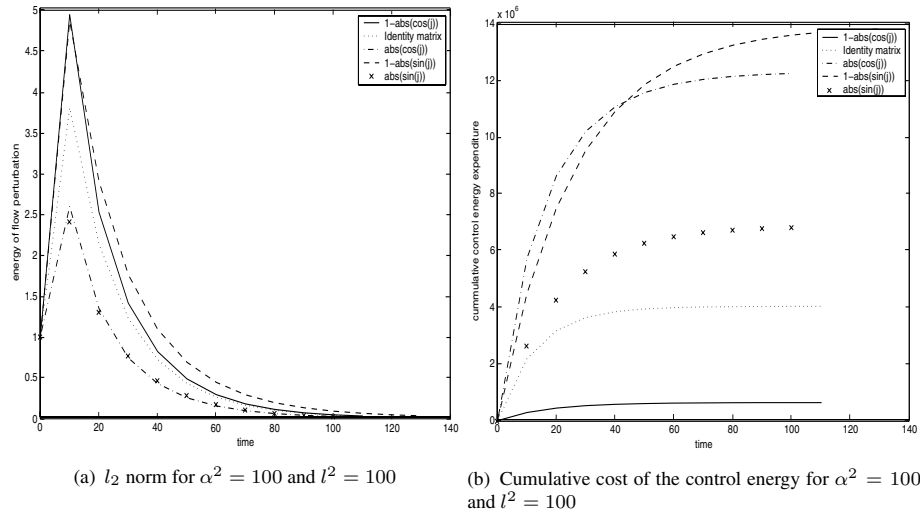 5
4.5
4
3.5
3
2.5
2
1.5
1
0.5
0
0 20 40 60 80 100 120 140
time
energy of flow perturbation
1−abs(cos(j))
Identity matrix
abs(cos(j))
1−abs(sin(j))
abs(sin(j))
(a) l₂ norm for α² = 100 and l² = 100
14 x 10⁶
12
10
8
6
4
2
0
0 20 40 60 80 100 120 140
time
cummulative control energy expenditure
1−abs(cos(j))
Identity matrix
abs(cos(j))
1−abs(sin(j))
abs(sin(j))
(b) Cumulative cost of the control energy for α² = 100
and l² = 100